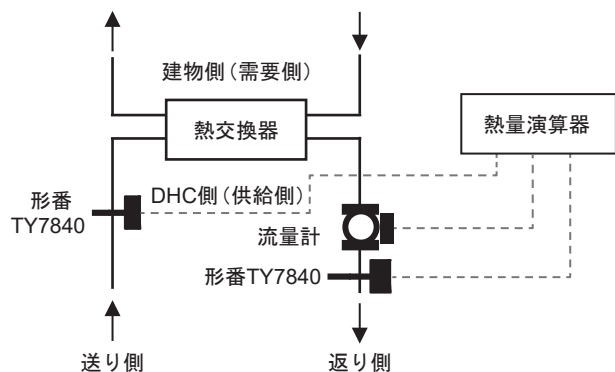 建物側(需要側)
熱交換器
熱量演算器
形番
TY7840
DHC側(供給側)
流量計
形番TY7840
送り側
返り側